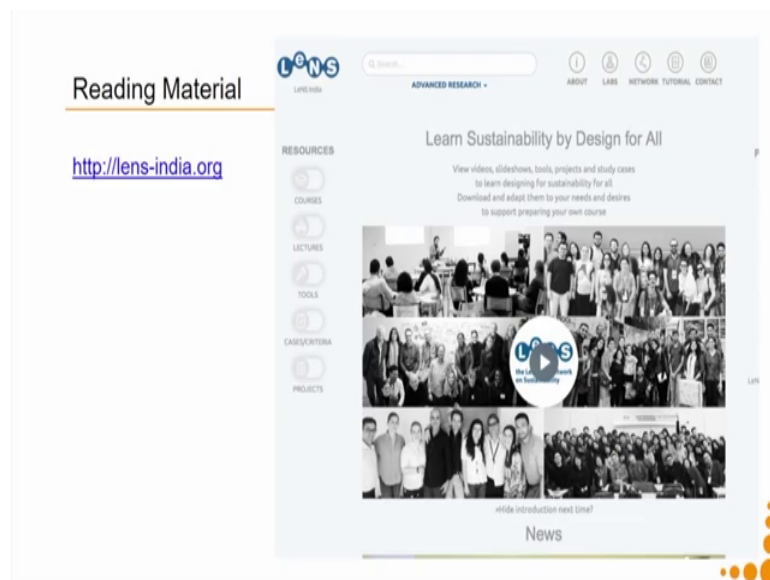 Reading Material
http://lens-india.org
LeNS
LeNS India
Search...
ADVANCED RESEARCH
ABOUT
LABS
NETWORK
TUTORIAL
CONTACT
RESOURCES
COURSES
LECTURES
TOOLS
CASES/CRITERIA
PROJECTS
Learn Sustainability by Design for All
View videos, slideshows, tools, projects and study cases
to learn designing for sustainability for all
Download and adapt them to your needs and desires
to support preparing your own course
LeNS
on Sustainability
Hide introduction next time?
News